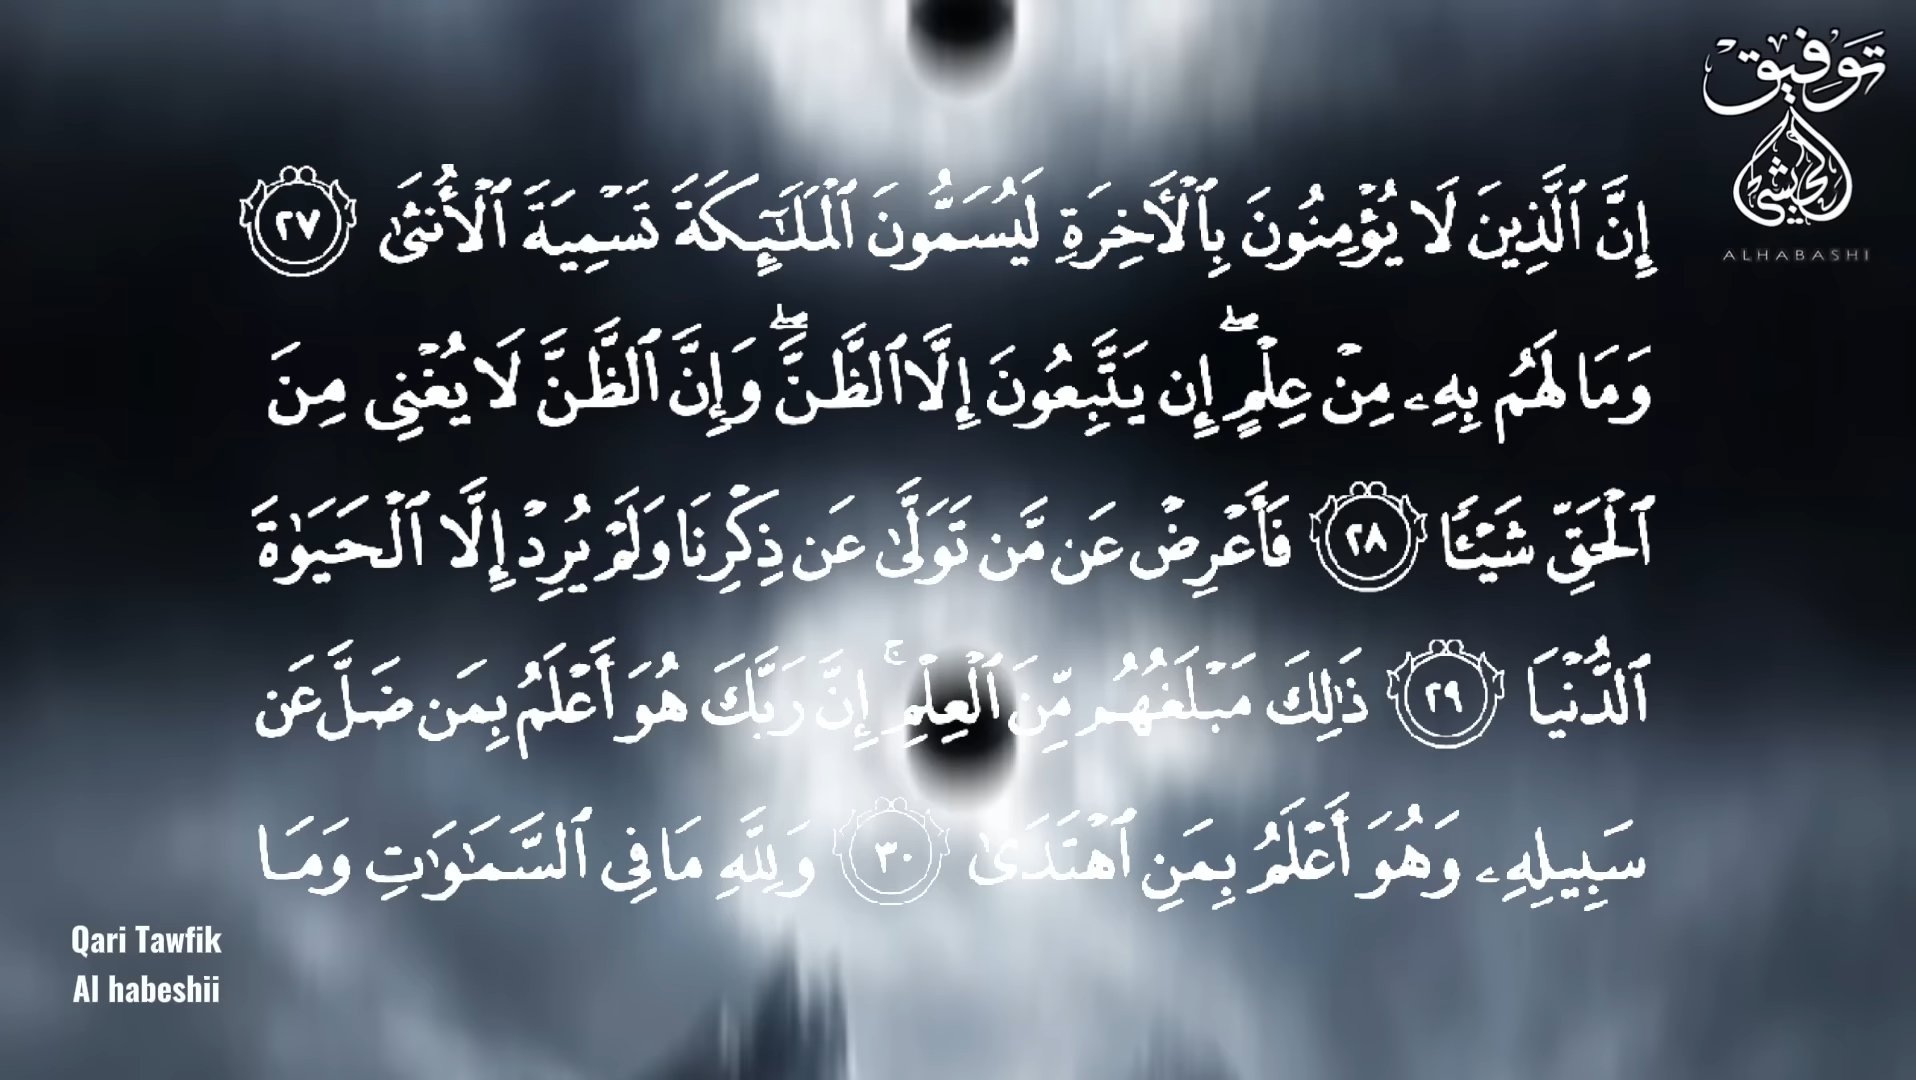 توفيق
الحبشي
ALHABASHI
إِنَّ ٱلَّذِينَ لَا يُؤْمِنُونَ بِٱلْأَخِرَةِ لَيُسَمُّونَ ٱلْمَلَـٰٓئِكَةَ تَسْمِيَةَ ٱلْأُنثَىٰ ٢٧
وَمَا لَهُم بِهِۦ مِنْ عِلْمٍ ۖ إِن يَتَّبِعُونَ إِلَّا ٱلظَّنَّ ۖ وَإِنَّ ٱلظَّنَّ لَا يُغْنِى مِنَ
ٱلْحَقِّ شَيْـًٔا ٢٨ فَأَعْرِضْ عَن مَّن تَوَلَّىٰ عَن ذِكْرِنَا وَلَمْ يُرِدْ إِلَّا ٱلْحَيَوٰةَ
ٱلدُّنْيَا ٢٩ ذَٰلِكَ مَبْلَغُهُم مِّنَ ٱلْعِلْمِ ۚ إِنَّ رَبَّكَ هُوَ أَعْلَمُ بِمَن ضَلَّ عَن
سَبِيلِهِۦ وَهُوَ أَعْلَمُ بِمَنِ ٱهْتَدَىٰ ٣٠ وَلِلَّهِ مَا فِى ٱلسَّمَـٰوَٰتِ وَمَا
Qari Tawfik
Al habeshii